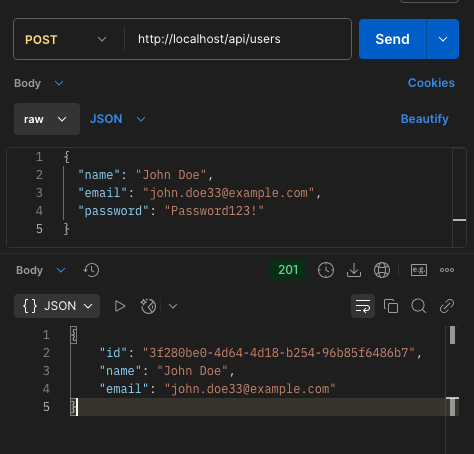 POST http://localhost/api/users Send
Body Cookies
raw JSON Beautify
1 {
2 "name": "John Doe",
3 "email": "john.doe33@example.com",
4 "password": "Password123!"
5 }
Body 201 e.g.
{} JSON
1 {
2 "id": "3f280be0-4d64-4d18-b254-96b85f6486b7",
3 "name": "John Doe",
4 "email": "john.doe33@example.com"
5 }